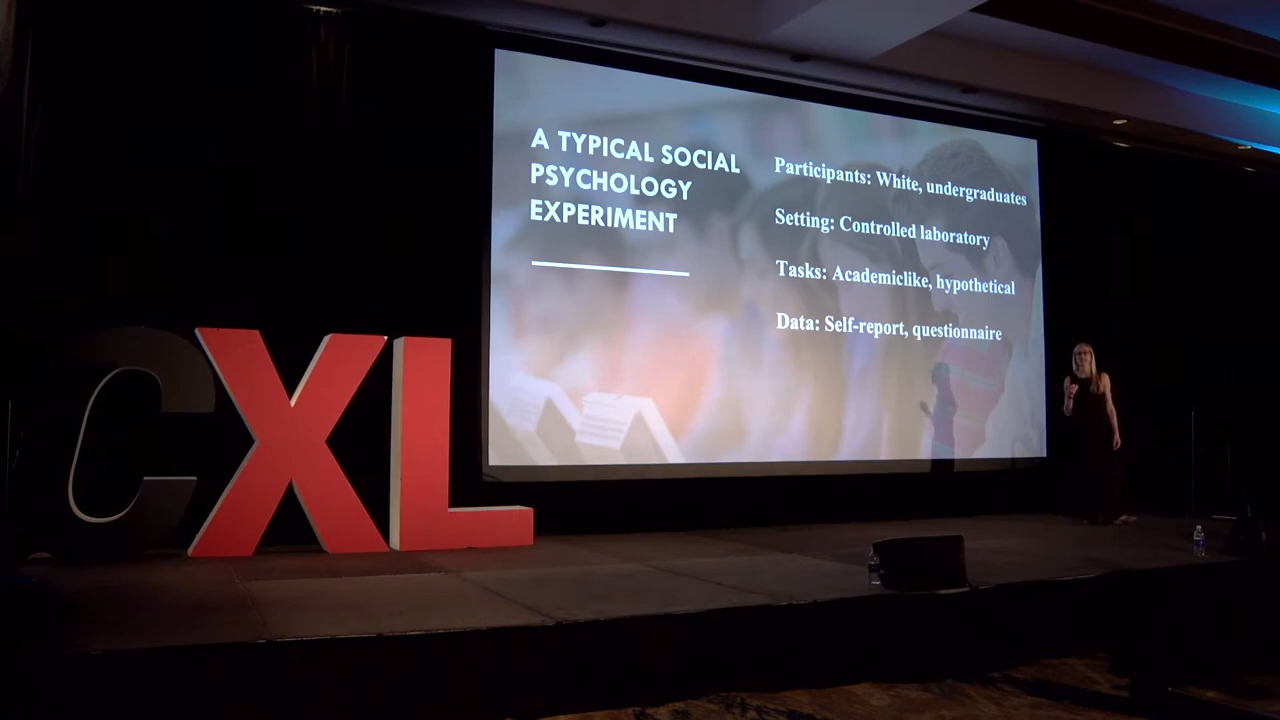 A TYPICAL SOCIAL
PSYCHOLOGY
EXPERIMENT
Participants: White, undergraduates
Setting: Controlled laboratory
Tasks: Academiclike, hypothetical
Data: Self-report, questionnaire
CXL